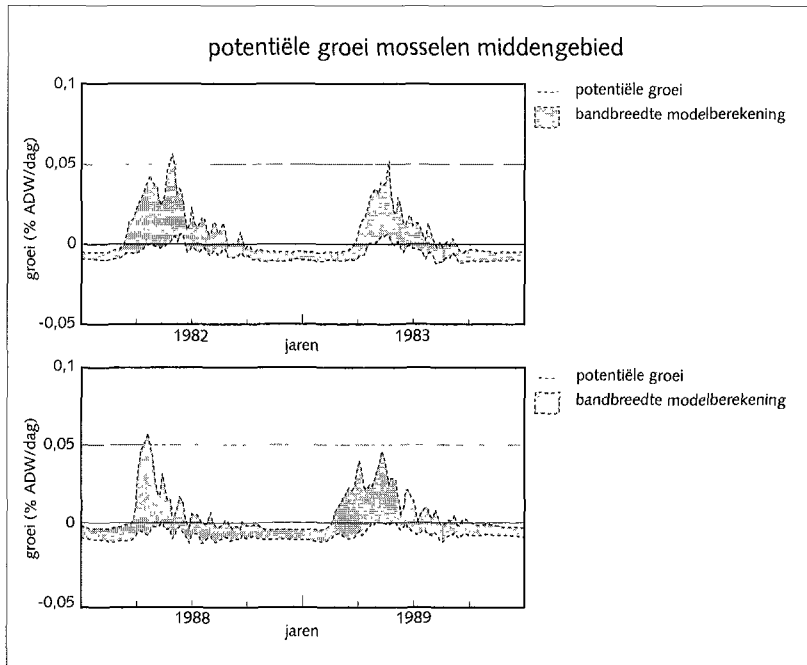 potentiële groei mosselen middengebied
0,1
0,05
0
-0,05
groei (% ADW/dag)
1982
1983
jaren
potentiële groei
bandbreedte modelberekening
0,1
0,05
0
-0,05
groei (% ADW/dag)
1988
1989
jaren
potentiële groei
bandbreedte modelberekening